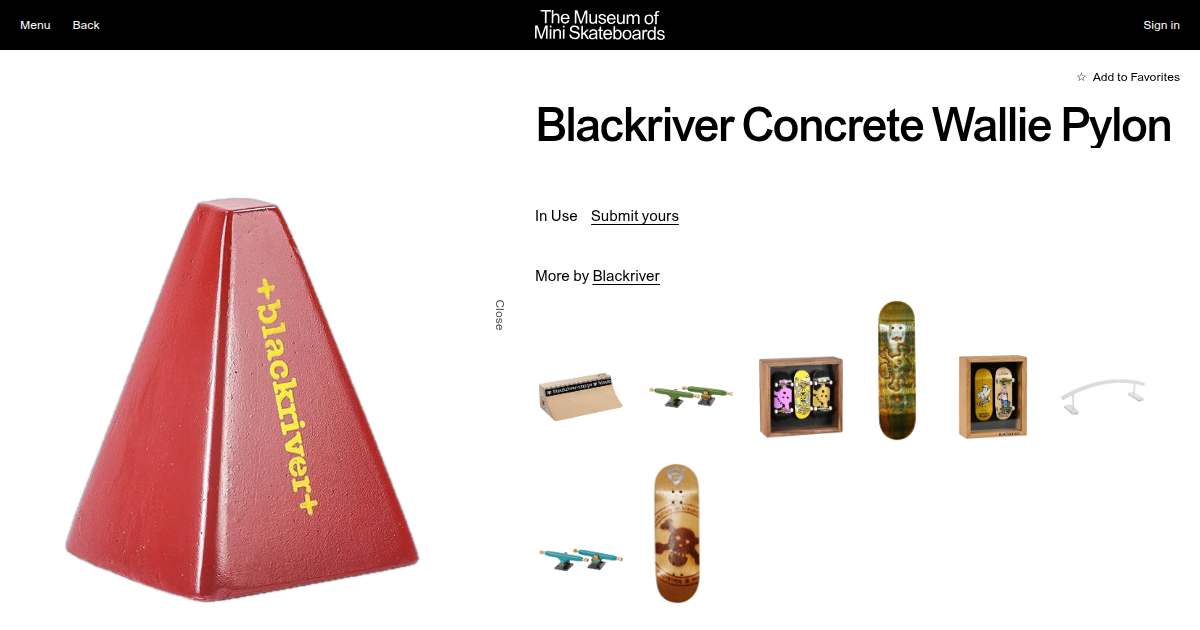 Menu
Back
The Museum of
Mini Skateboards
Sign in
☆ Add to Favorites
Blackriver Concrete Wallie Pylon
In Use
Submit yours
More by Blackriver
Close
+blackriver+